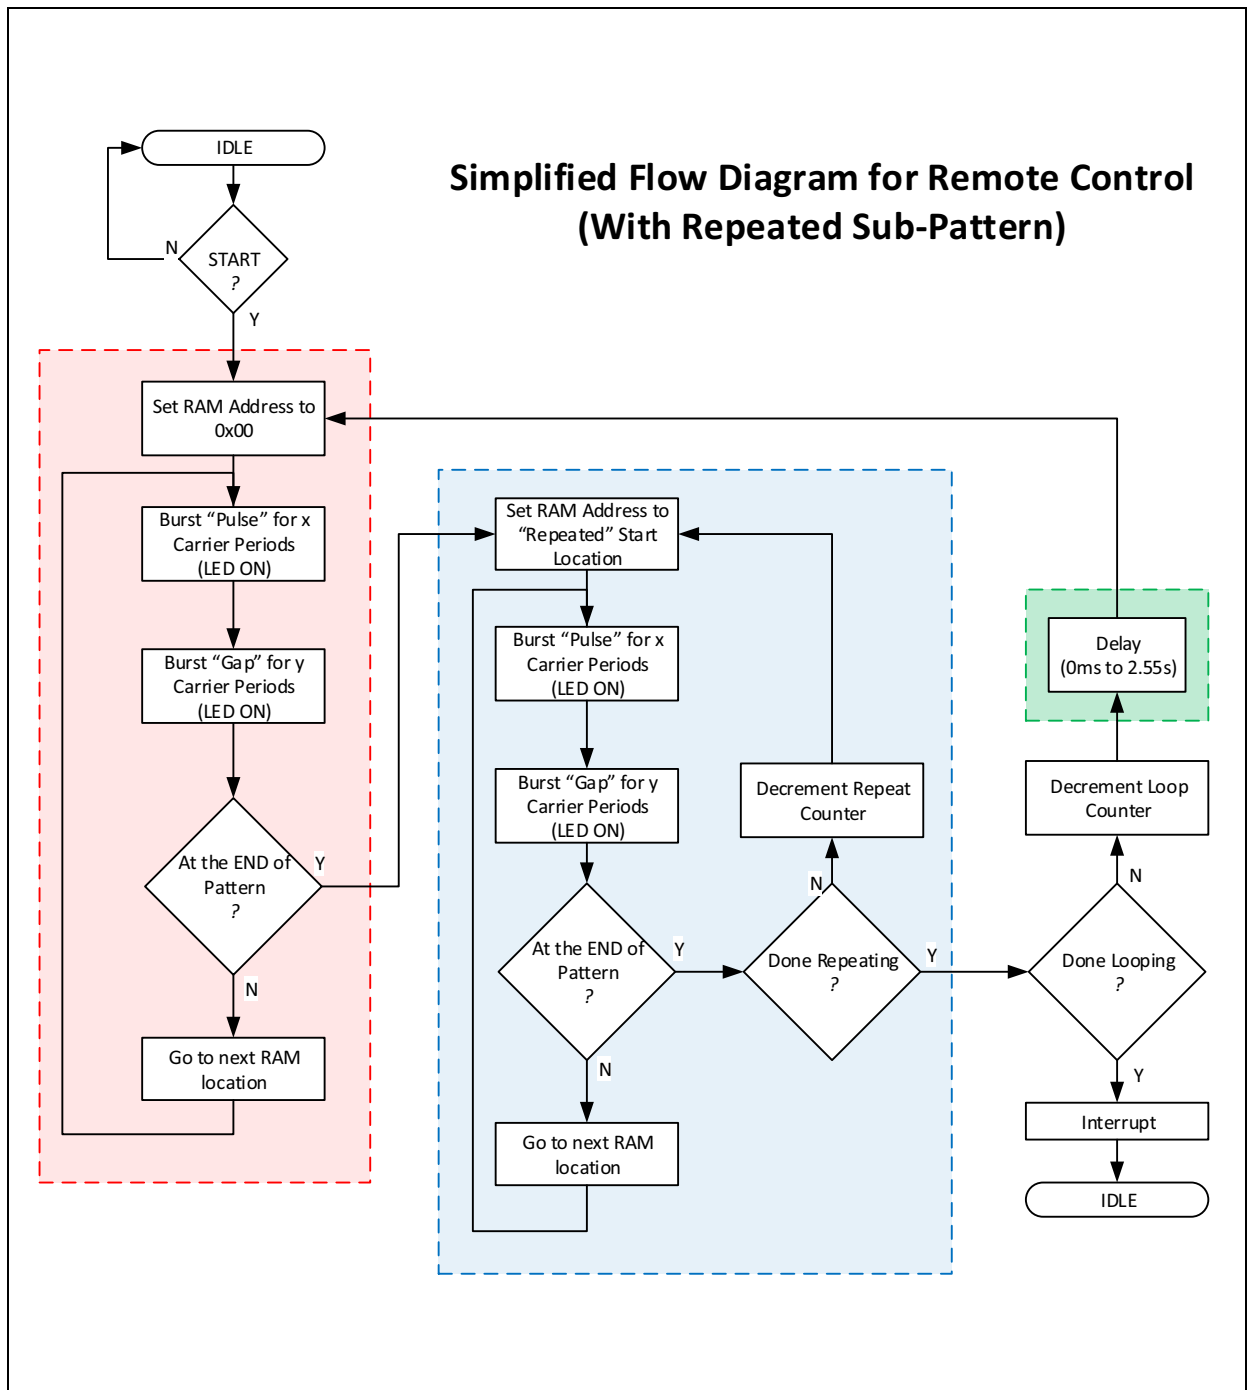 Simplified Flow Diagram for Remote Control
(With Repeated Sub-Pattern)
IDLE
START
?
N
Y
Set RAM Address to
0x00
Burst “Pulse” for x
Carrier Periods
(LED ON)
Burst “Gap” for y
Carrier Periods
(LED ON)
At the END of
Pattern
?
Y
N
Go to next RAM
location
Set RAM Address to
“Repeated” Start
Location
Burst “Pulse” for x
Carrier Periods
(LED ON)
Burst “Gap” for y
Carrier Periods
(LED ON)
At the END of
Pattern
?
Y
N
Go to next RAM
location
Decrement Repeat
Counter
N
Done Repeating
?
Y
Delay
(0ms to 2.55s)
Decrement Loop
Counter
N
Done Looping
?
Y
Interrupt
IDLE